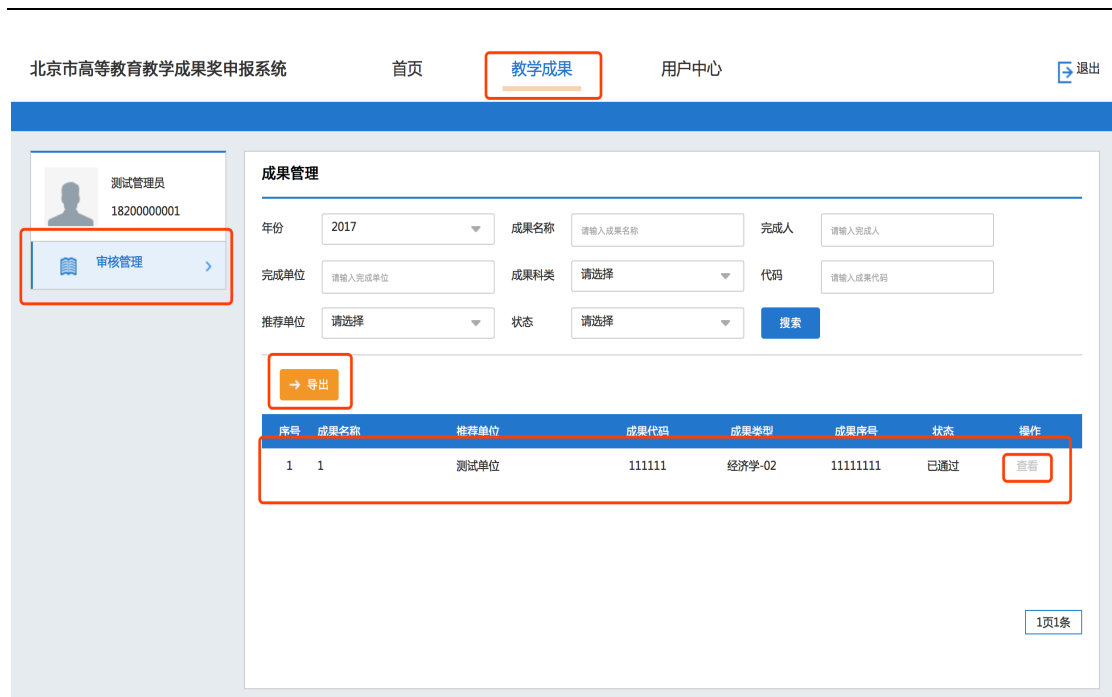 北京市高等教育教学成果奖申报系统 首页 教学成果 用户中心 退出
测试管理员
18200000001
审核管理
成果管理
年份 2017 成果名称 请输入成果名称 完成人 请输入完成人
完成单位 请输入完成单位 成果科类 请选择 代码 请输入成果代码
推荐单位 请选择 状态 请选择 搜索
导出
序号 成果名称 推荐单位 成果代码 成果类型 成果序号 状态 操作
1 1 测试单位 111111 经济学-02 11111111 已通过 查看
1页1条